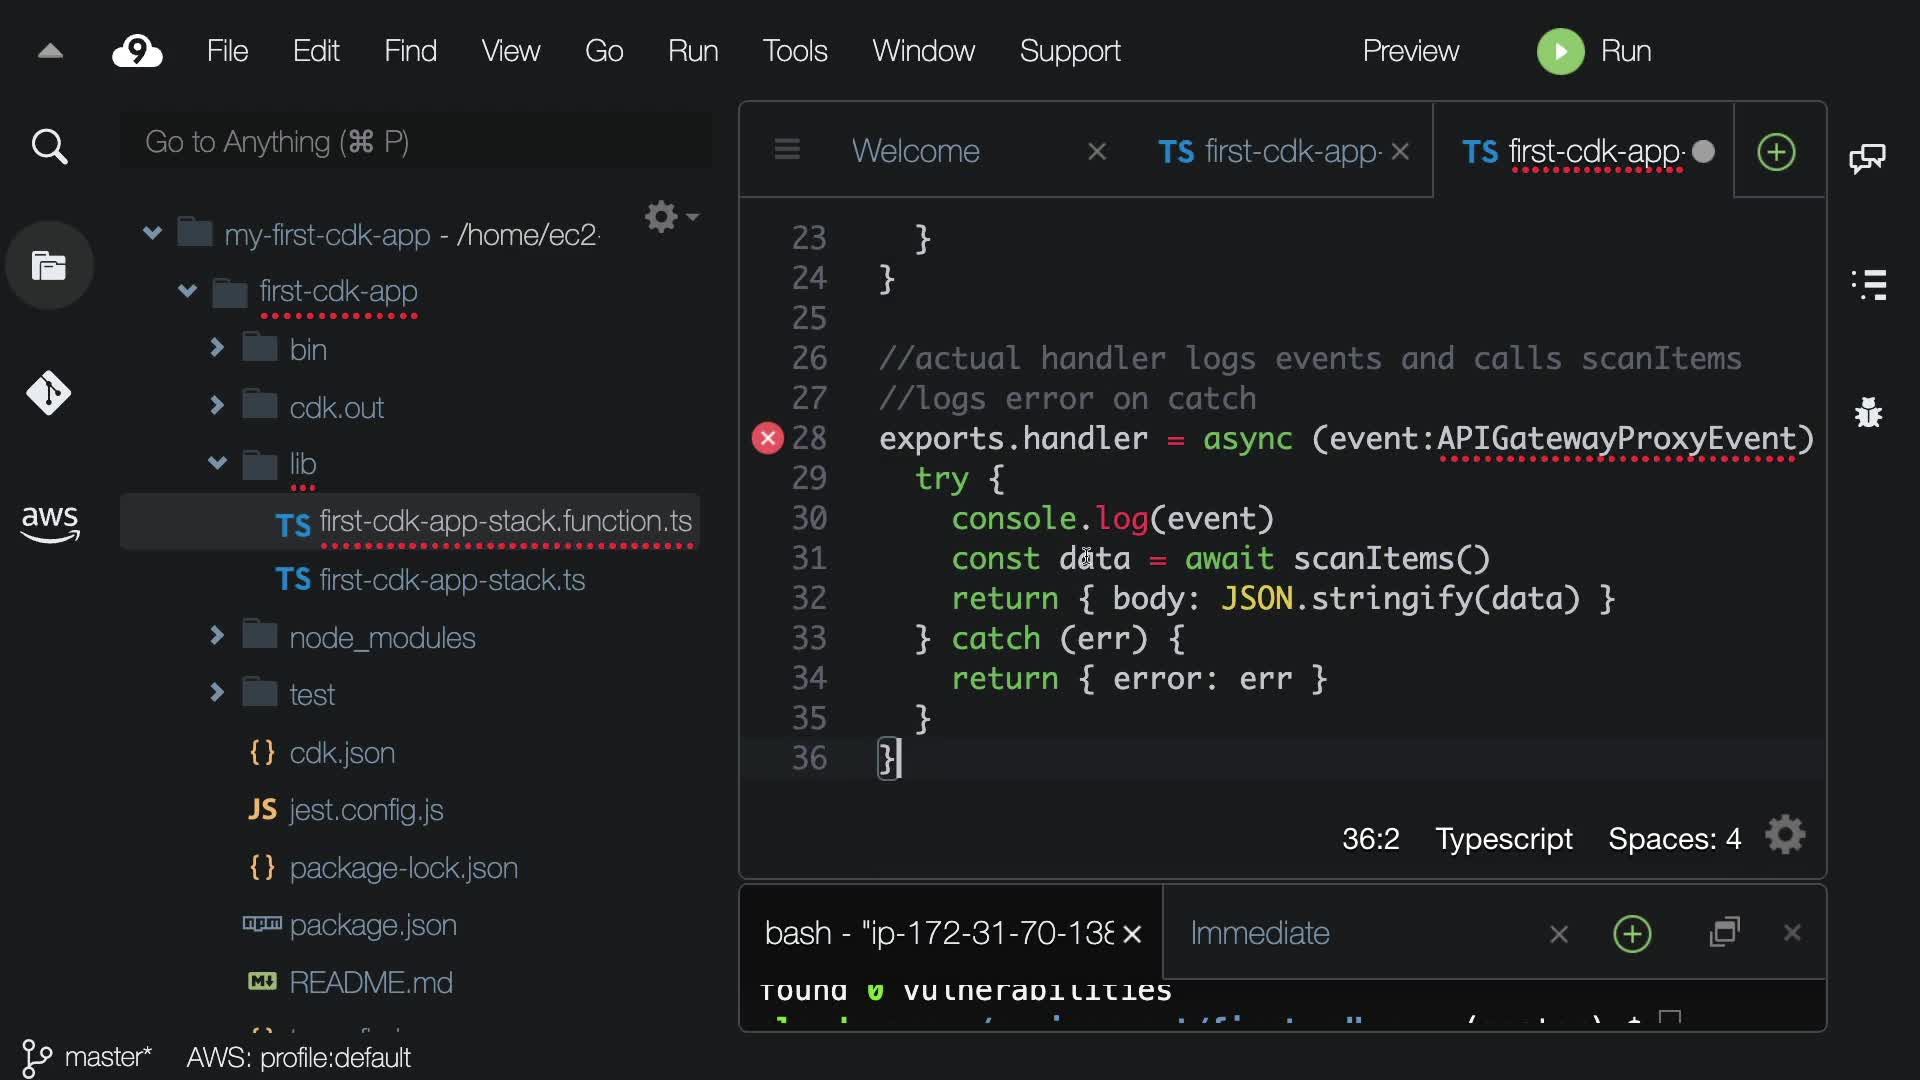 9 File Edit Find View Go Run Tools Window Support Preview Run
Go to Anything (⌘ P)
Welcome
TS first-cdk-app-
TS first-cdk-app-
my-first-cdk-app - /home/ec2-
first-cdk-app
bin
cdk.out
lib
TS first-cdk-app-stack.function.ts
TS first-cdk-app-stack.ts
node_modules
test
{} cdk.json
JS jest.config.js
{} package-lock.json
package.json
M README.md
aws
23 }
24 }
25
26 //actual handler logs events and calls scanItems
27 //logs error on catch
28 exports.handler = async (event:APIGatewayProxyEvent)
29 try {
30 console.log(event)
31 const data = await scanItems()
32 return { body: JSON.stringify(data) }
33 } catch (err) {
34 return { error: err }
35 }
36 }
36:2 Typescript Spaces: 4
bash - "ip-172-31-70-138
Immediate
found 0 vulnerabilities
master* AWS: profile:default